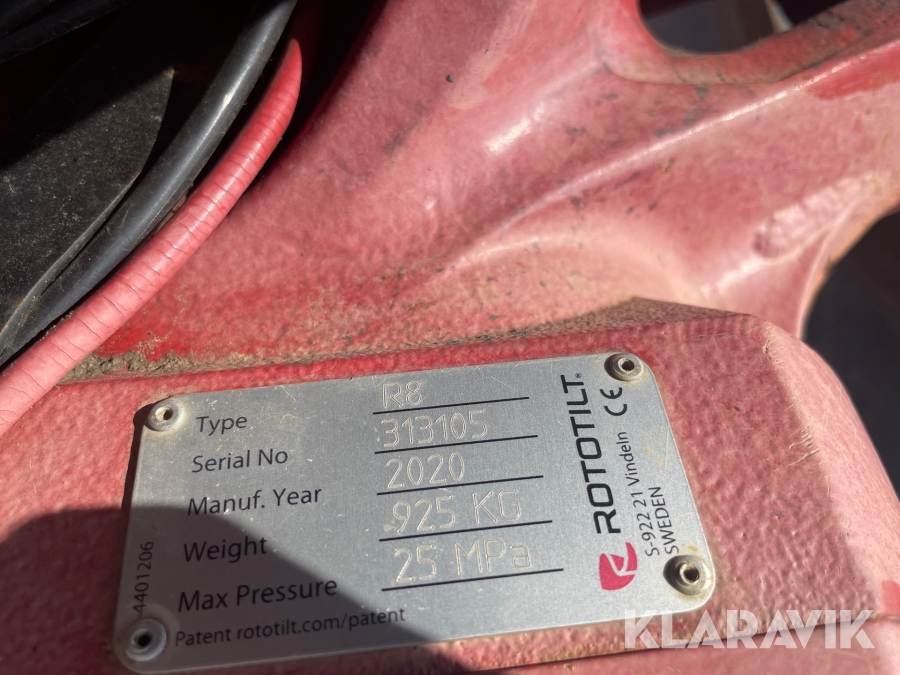 Type R8
Serial No 313105
Manuf. Year 2020
Weight 925 KG
Max Pressure 25 MPa
Patent rototilt.com/patent
4401206
ROTOTILT®
S-922 21 Vindeln CE
SWEDEN
KLARAVIK